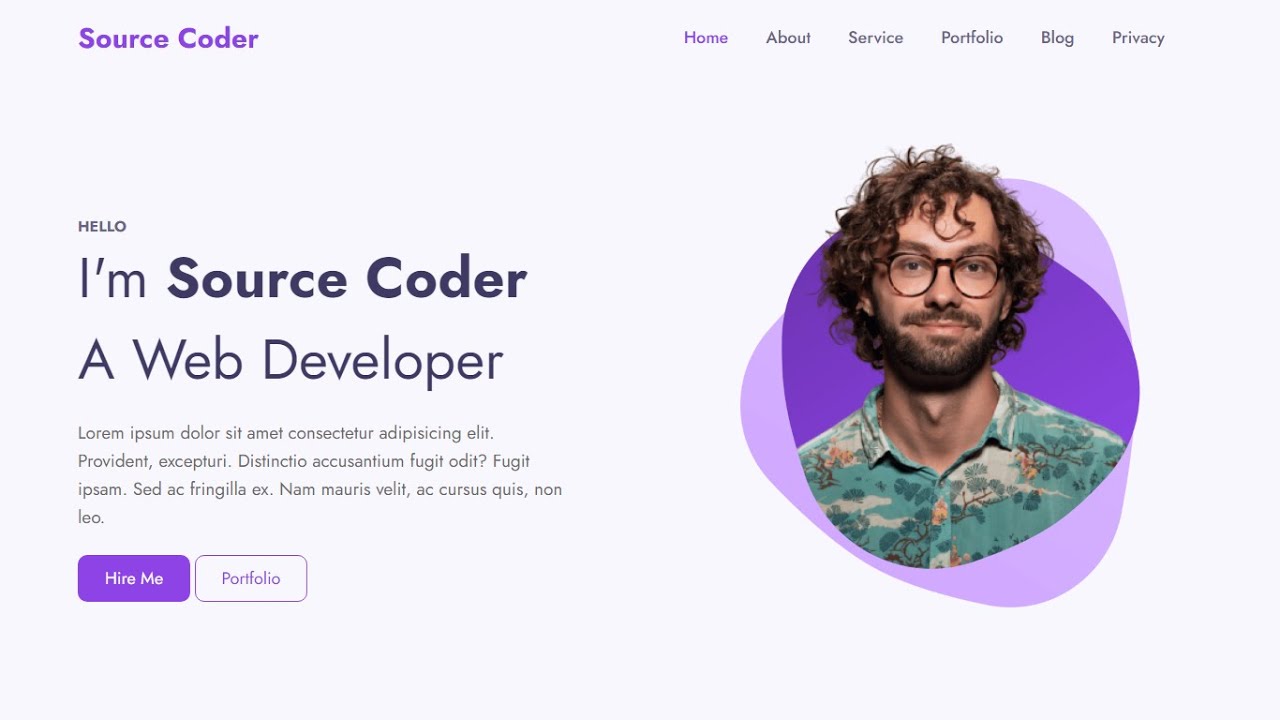 Source Coder
Home About Service Portfolio Blog Privacy
HELLO
I'm Source Coder
A Web Developer
Lorem ipsum dolor sit amet consectetur adipisicing elit.
Provident, excepturi. Distinctio accusantium fugit odit? Fugit
ipsam. Sed ac fringilla ex. Nam mauris velit, ac cursus quis, non
leo.
Hire Me Portfolio